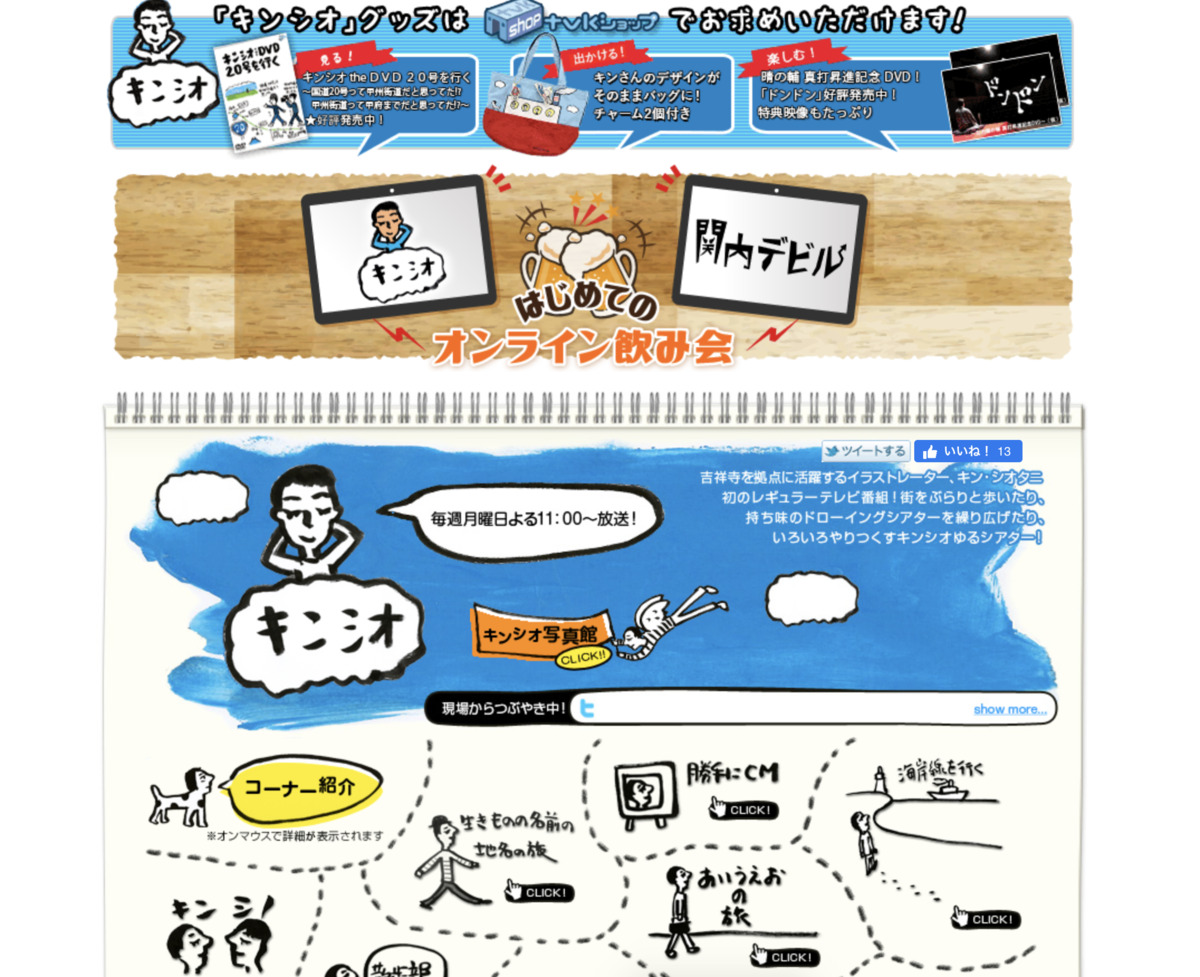 「キンシオ」グッズは shop tvkショップ でお求めいただけます!
キンシオ
キンシオ the DVD
20号を行く
見る!
キンシオ the DVD 20号を行く
～国道20号って甲州街道だと思ってた!?
甲州街道って甲府までだと思ってた!?～
★好評発売中!
出かける!
キンさんのデザインが
そのままバッグに!
チャーム2個付き
楽しむ!
晴の輔 真打昇進記念 DVD!
「ドンドン」好評発売中!
特典映像もたっぷり
ドンドン
キンシオ
関内デビル
はじめての
オンライン飲み会
ツイートする
いいね! 13
吉祥寺を拠点に活躍するイラストレーター、キン・シオタニ
初のレギュラーテレビ番組!街をぶらりと歩いたり、
持ち味のドローイングシアターを繰り広げたり、
いろいろやりつくすキンシオゆるシアター!
毎週月曜日よる11:00～放送!
キンシオ
キンシオ写真館
CLICK!!
現場からつぶやき中!
show more...
コーナー紹介
※オンマウスで詳細が表示されます
生きものの名前の
地名の旅
CLICK!
勝手にCM
CLICK!
海岸線を行く
CLICK!
あいうえお
の
旅
CLICK!
キン シ